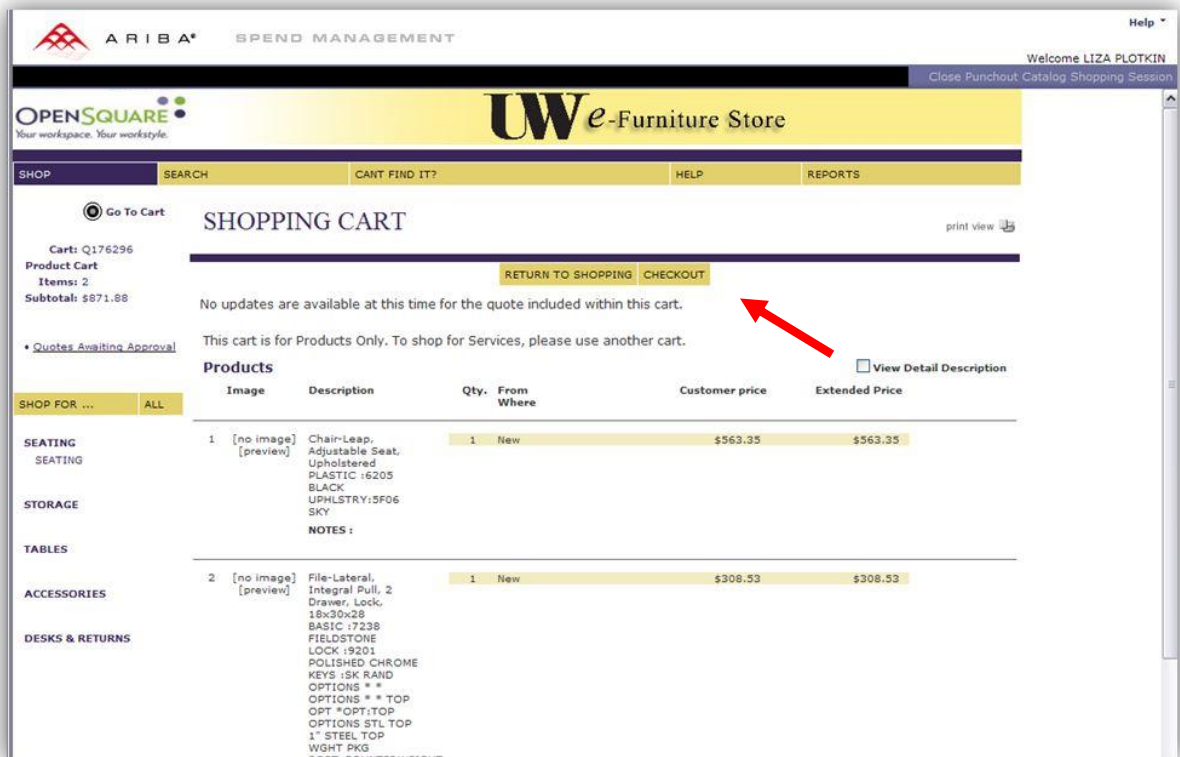 Help
ARIBA® SPEND MANAGEMENT
Welcome LIZA PLOTKIN
Close Punchout Catalog Shopping Session
OPENSQUARE
Your workspace. Your workstyle.
UW e-Furniture Store
SHOP SEARCH CANT FIND IT? HELP REPORTS
Go To Cart
Cart: Q176296
Product Cart
Items: 2
Subtotal: $871.88
• Quotes Awaiting Approval
SHOP FOR ... ALL
SEATING
SEATING
STORAGE
TABLES
ACCESSORIES
DESKS & RETURNS
SHOPPING CART
print view
RETURN TO SHOPPING CHECKOUT
No updates are available at this time for the quote included within this cart.
This cart is for Products Only. To shop for Services, please use another cart.
Products View Detail Description
Image Description Qty. From Customer price Extended Price
Where
1 [no image] Chair-Leap, 1 New $563.35 $563.35
[preview] Adjustable Seat,
Upholstered
PLASTIC :6205
BLACK
UPHLSTRY:5F06
SKY
NOTES :
2 [no image] File-Lateral, 1 New $308.53 $308.53
[preview] Integral Pull, 2
Drawer, Lock,
18x30x28
BASIC :7238
FIELDSTONE
LOCK :9201
POLISHED CHROME
KEYS :SK RAND
OPTIONS * *
OPTIONS * * TOP
OPT *OPT:TOP
OPTIONS STL TOP
1" STEEL TOP
WGHT PKG